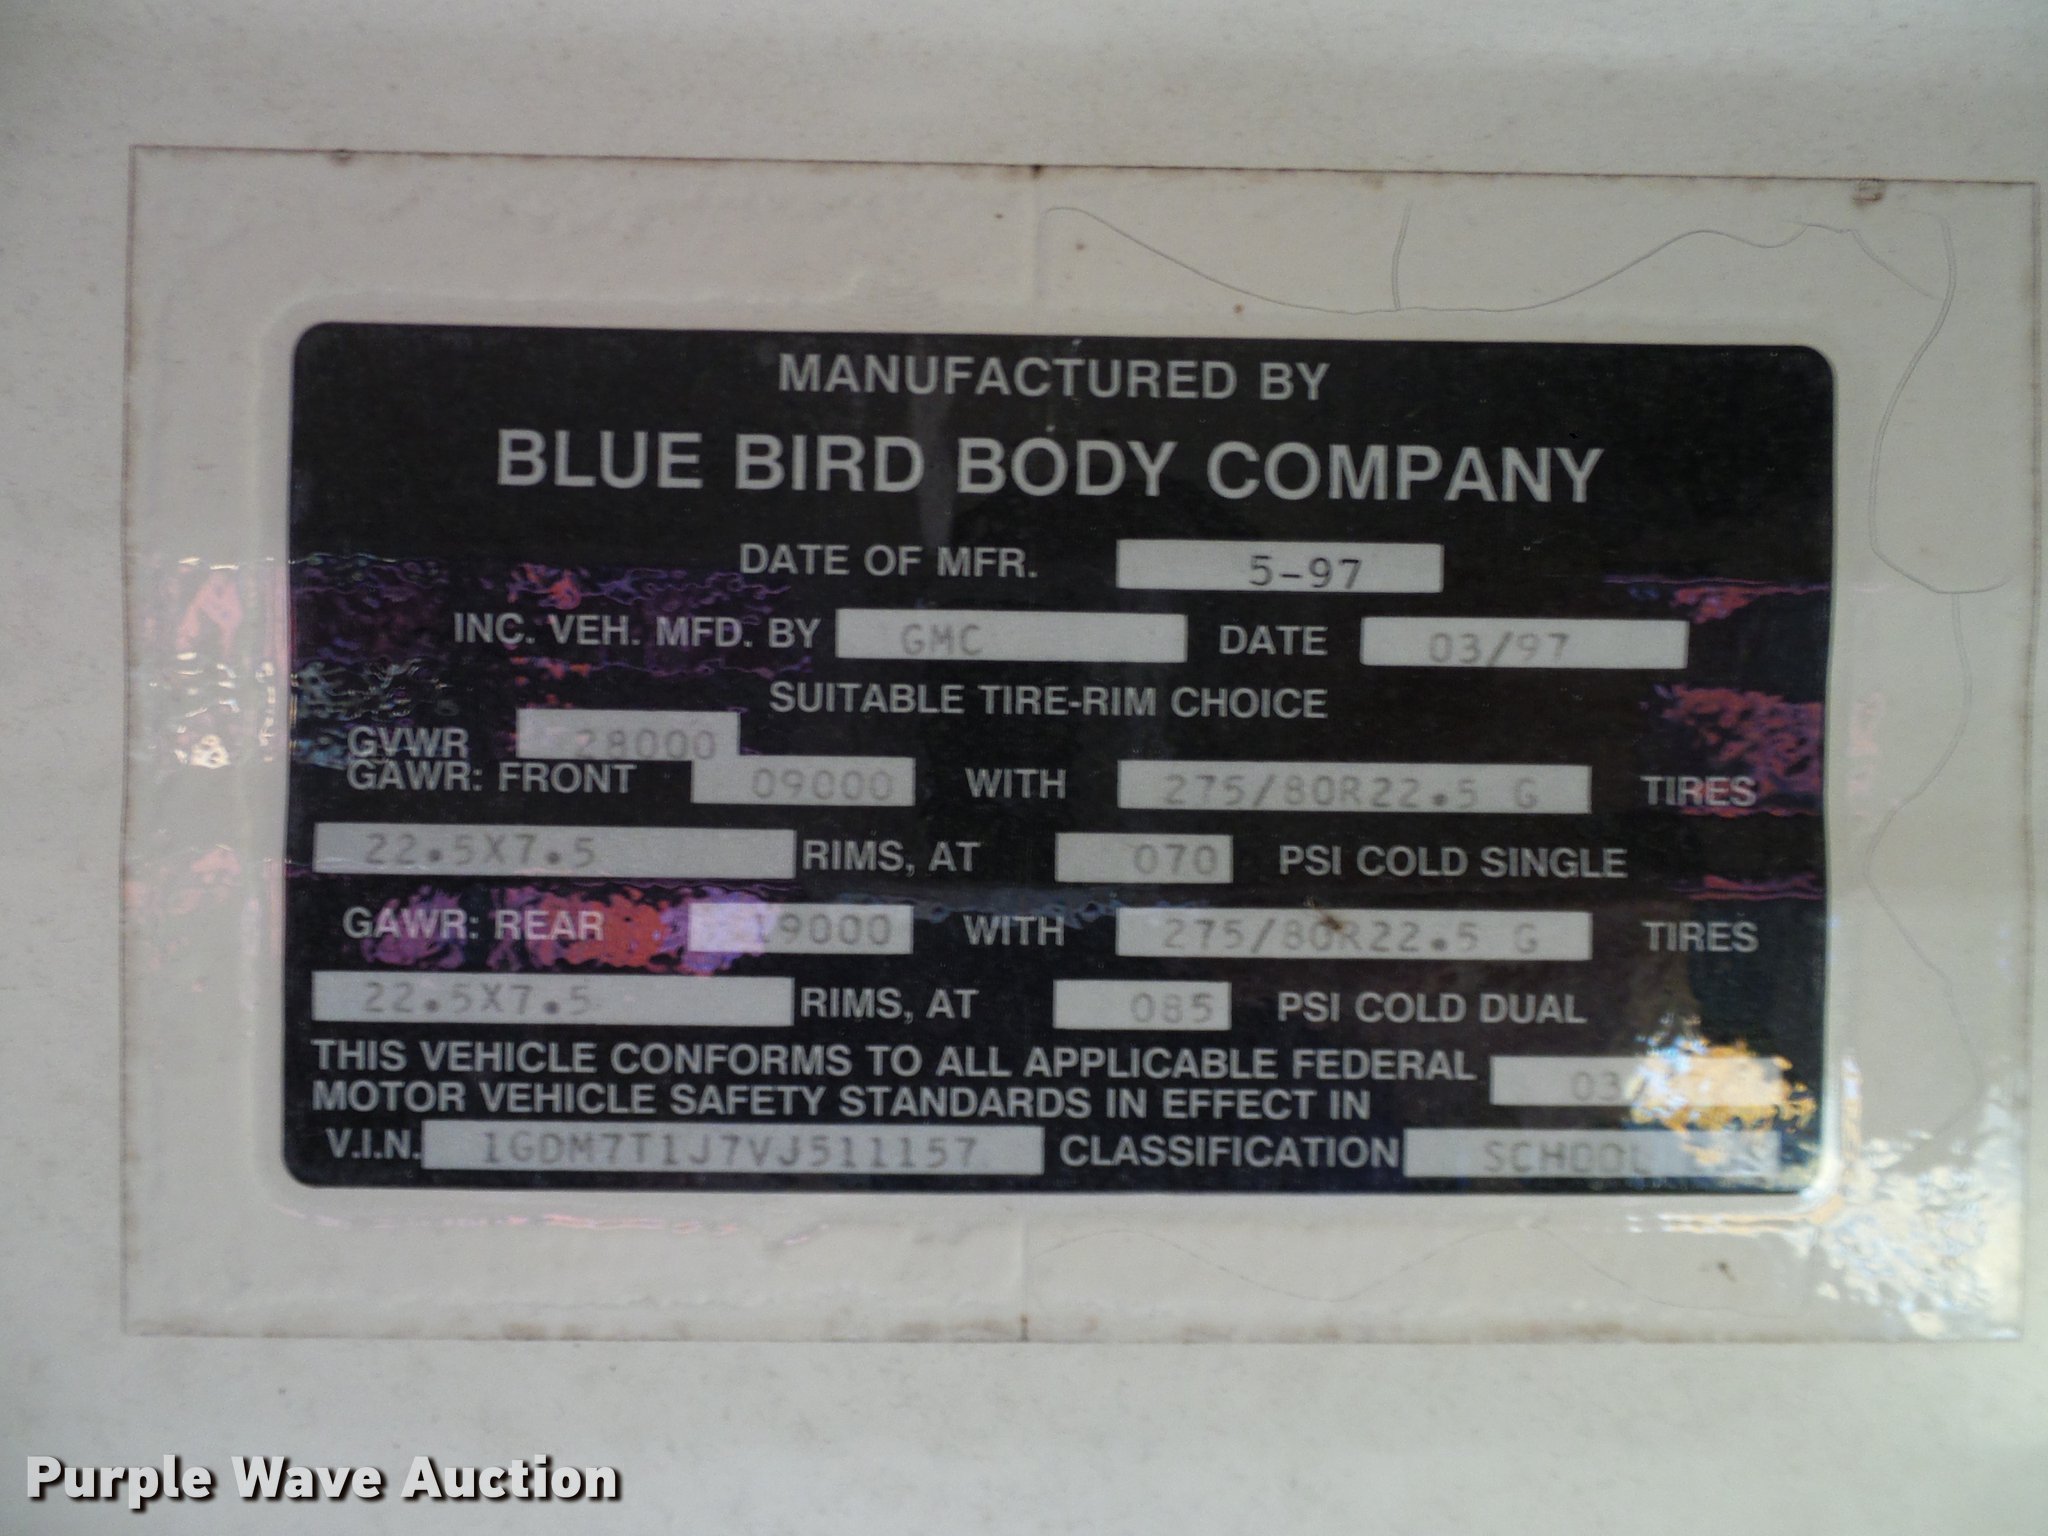 MANUFACTURED BY
BLUE BIRD BODY COMPANY
DATE OF MFR. 5-97
INC. VEH. MFD. BY GMC DATE 03/97
SUITABLE TIRE-RIM CHOICE
GVWR 28000
GAWR: FRONT 09000 WITH 275/80R22.5 G TIRES
22.5X7.5 RIMS, AT 070 PSI COLD SINGLE
GAWR: REAR 19000 WITH 275/80R22.5 G TIRES
22.5X7.5 RIMS, AT 085 PSI COLD DUAL
THIS VEHICLE CONFORMS TO ALL APPLICABLE FEDERAL
MOTOR VEHICLE SAFETY STANDARDS IN EFFECT IN 03
V.I.N. 1GDM7T1J7VJ511157 CLASSIFICATION SCHOOL
Purple Wave Auction